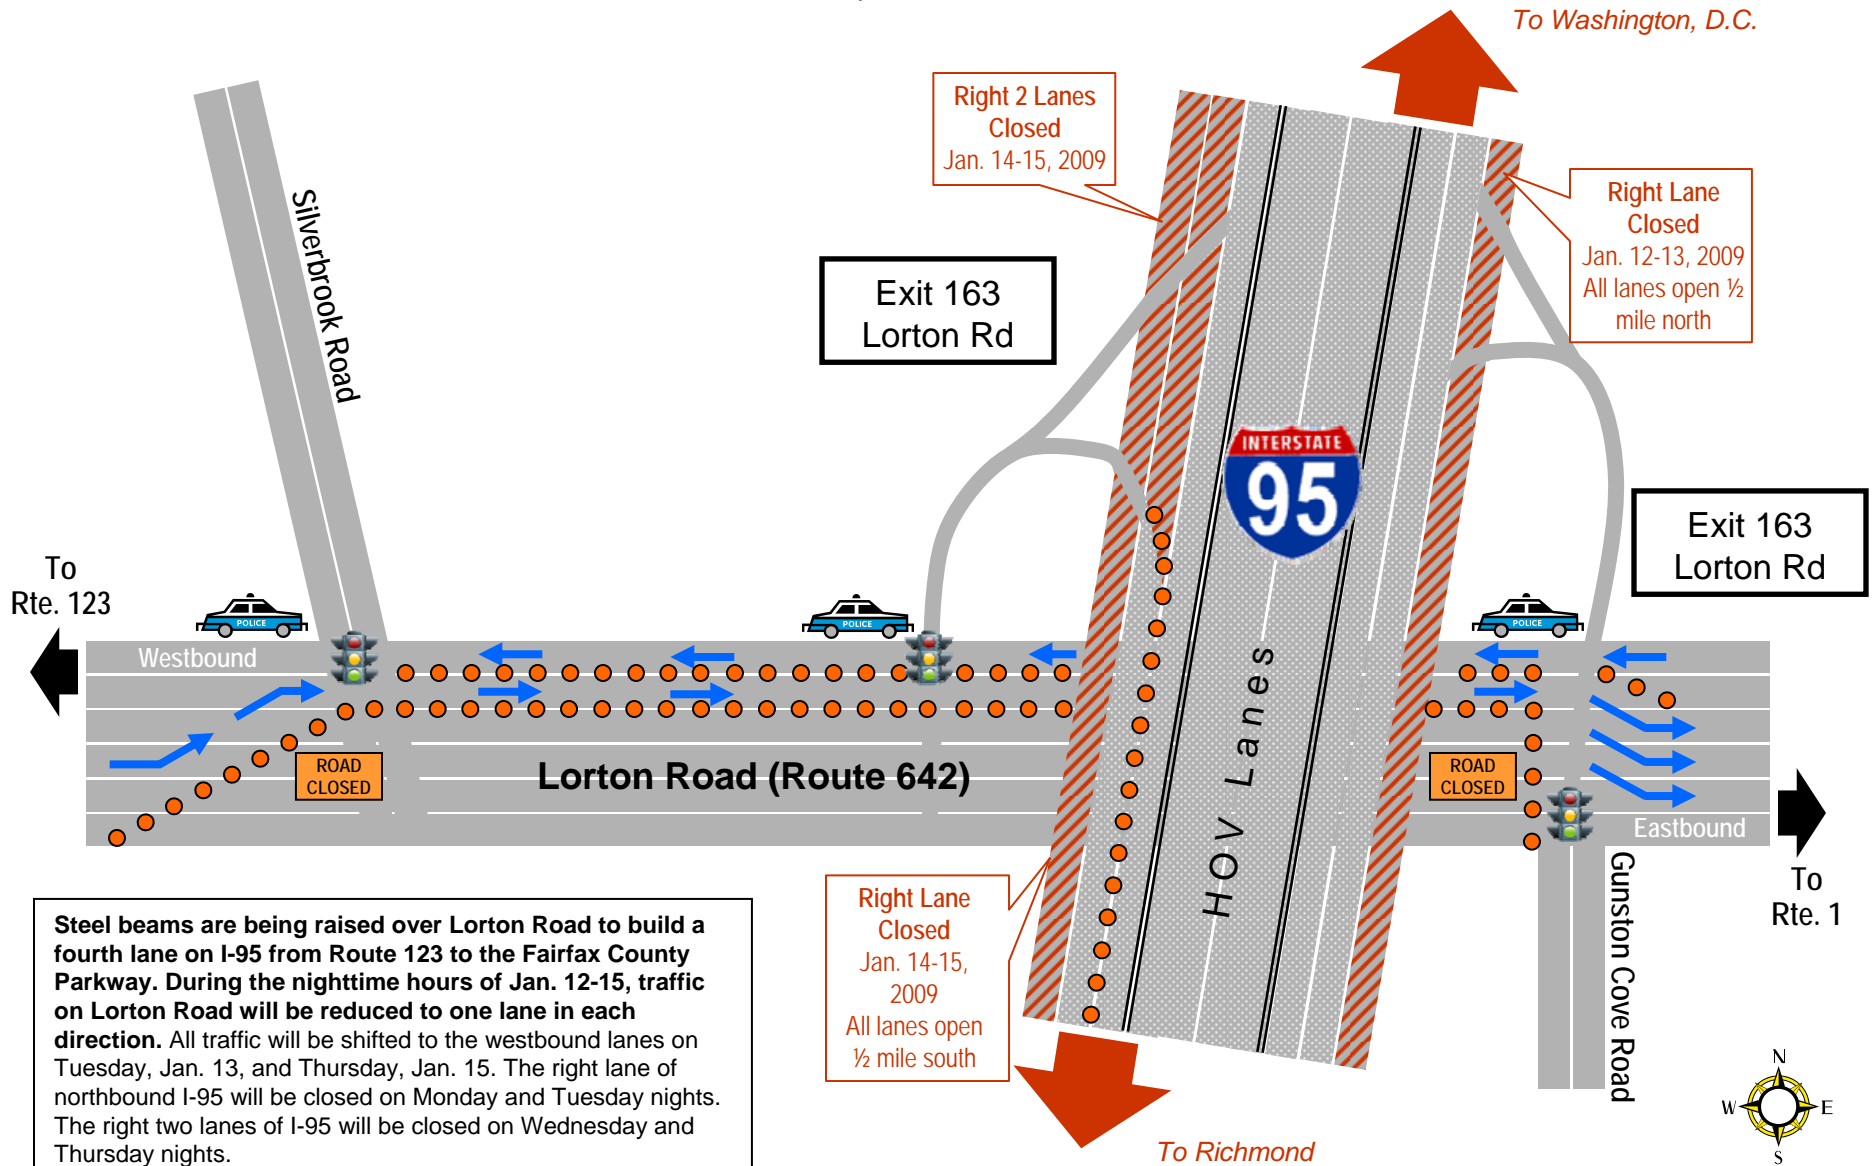 To Washington, D.C.
Right 2 Lanes
Closed
Jan. 14-15, 2009
Right Lane
Closed
Jan. 12-13, 2009
All lanes open ½
mile north
Silverbrook Road
Exit 163
Lorton Rd
INTERSTATE
95
Exit 163
Lorton Rd
To
Rte. 123
POLICE
POLICE
POLICE
Westbound
HOV Lanes
ROAD
CLOSED
Lorton Road (Route 642)
ROAD
CLOSED
Eastbound
To
Rte. 1
Gunston Cove Road
Right Lane
Closed
Jan. 14-15,
2009
All lanes open
½ mile south
Steel beams are being raised over Lorton Road to build a
fourth lane on I-95 from Route 123 to the Fairfax County
Parkway. During the nighttime hours of Jan. 12-15, traffic
on Lorton Road will be reduced to one lane in each
direction. All traffic will be shifted to the westbound lanes on
Tuesday, Jan. 13, and Thursday, Jan. 15. The right lane of
northbound I-95 will be closed on Monday and Tuesday nights.
The right two lanes of I-95 will be closed on Wednesday and
Thursday nights.
To Richmond
N
W E
S